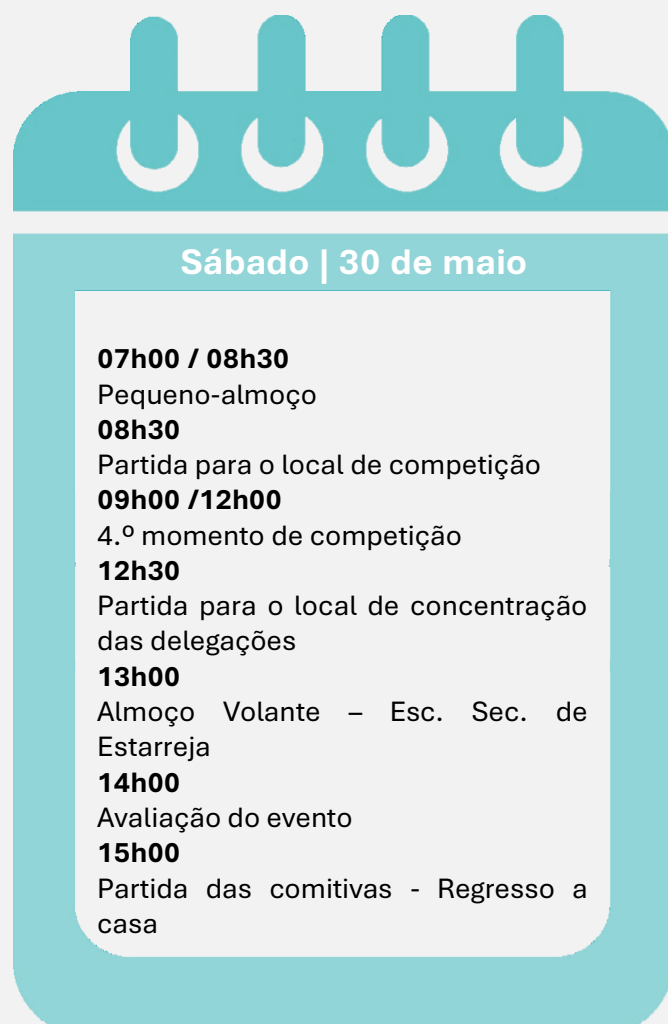 Sábado | 30 de maio
07h00 / 08h30
Pequeno-almoço
08h30
Partida para o local de competição
09h00 /12h00
4.º momento de competição
12h30
Partida para o local de concentração
das delegações
13h00
Almoço Volante – Esc. Sec. de
Estarreja
14h00
Avaliação do evento
15h00
Partida das comitivas - Regresso a
casa